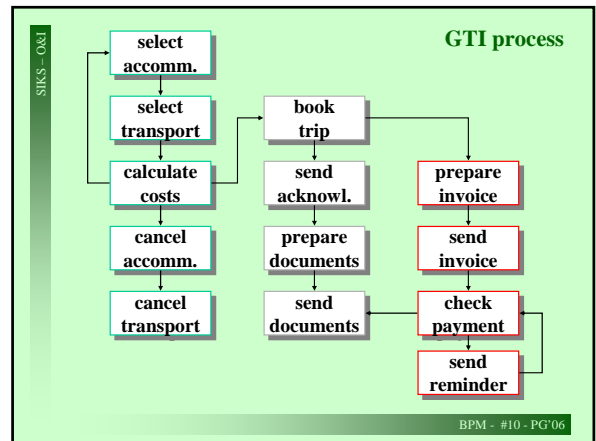 GTI process
SIKS – O&I
select
accomm.
select
transport
calculate
costs
cancel
accomm.
cancel
transport
book
trip
send
acknowl.
prepare
documents
send
documents
prepare
invoice
send
invoice
check
payment
send
reminder
BPM - #10 - PG'06